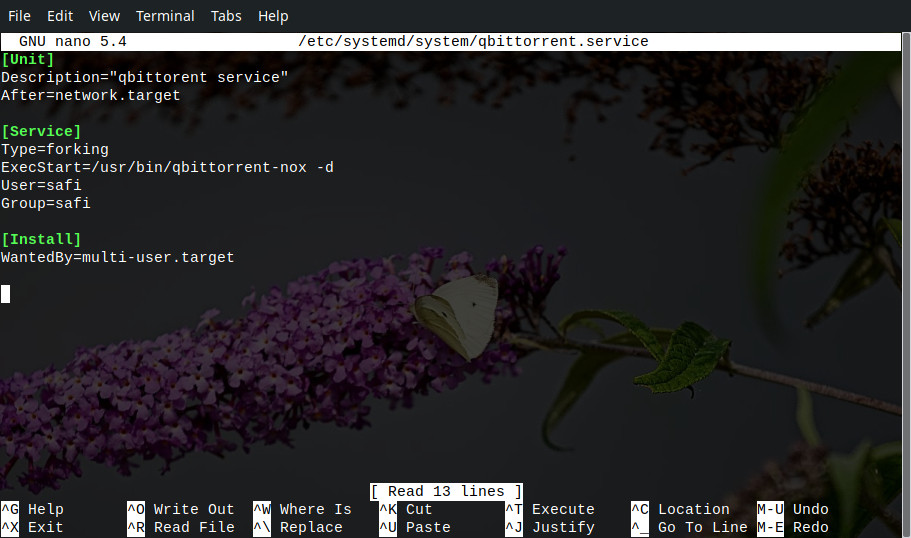 File Edit View Terminal Tabs Help
GNU nano 5.4 /etc/systemd/system/qbittorrent.service
[Unit]
Description="qbittorent service"
After=network.target
[Service]
Type=forking
ExecStart=/usr/bin/qbittorrent-nox -d
User=safi
Group=safi
[Install]
WantedBy=multi-user.target
[ Read 13 lines ]
^G Help ^O Write Out ^W Where Is ^K Cut ^T Execute ^C Location M-U Undo
^X Exit ^R Read File ^\ Replace ^U Paste ^J Justify ^_ Go To Line M-E Redo